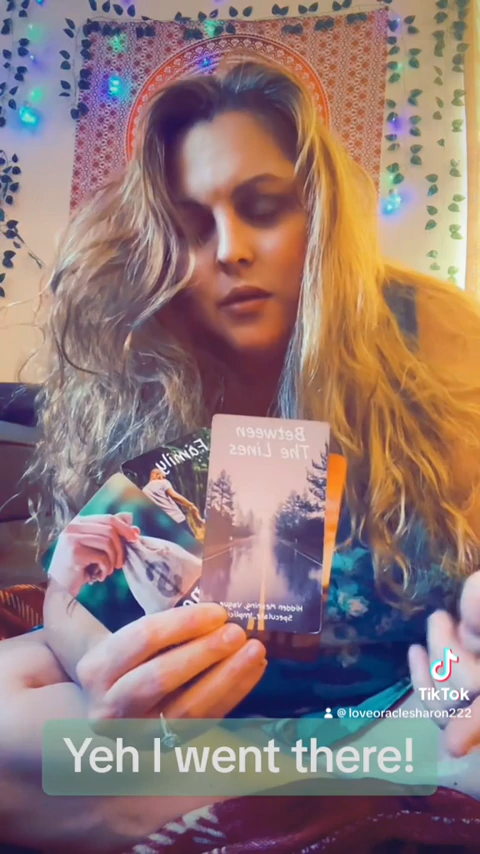 Between
The Lines
Family
Hidden meaning, Vague
TikTok
@loveoraclesharon222
Yeh I went there!